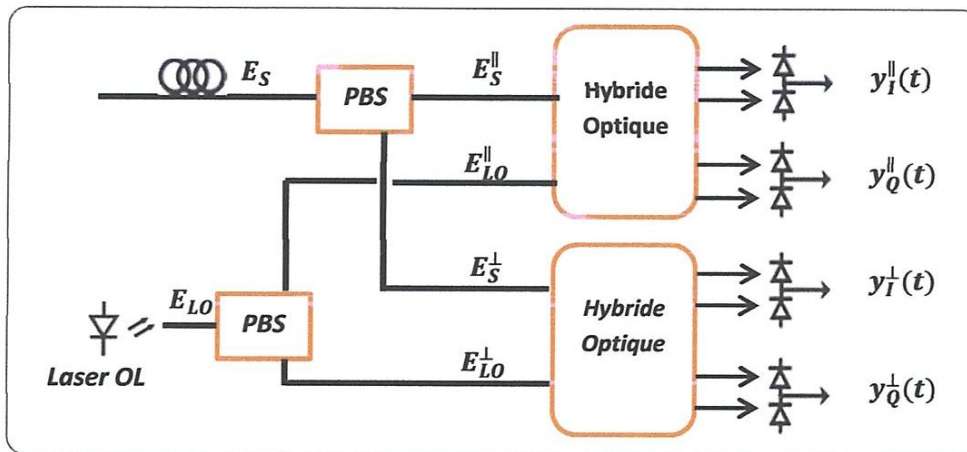 E_S
PBS
E_S^∥
Hybride
Optique
y_I^∥(t)
E_LO^∥
y_Q^∥(t)
E_S^⊥
E_LO
PBS
Laser OL
Hybride
Optique
y_I^⊥(t)
E_LO^⊥
y_Q^⊥(t)